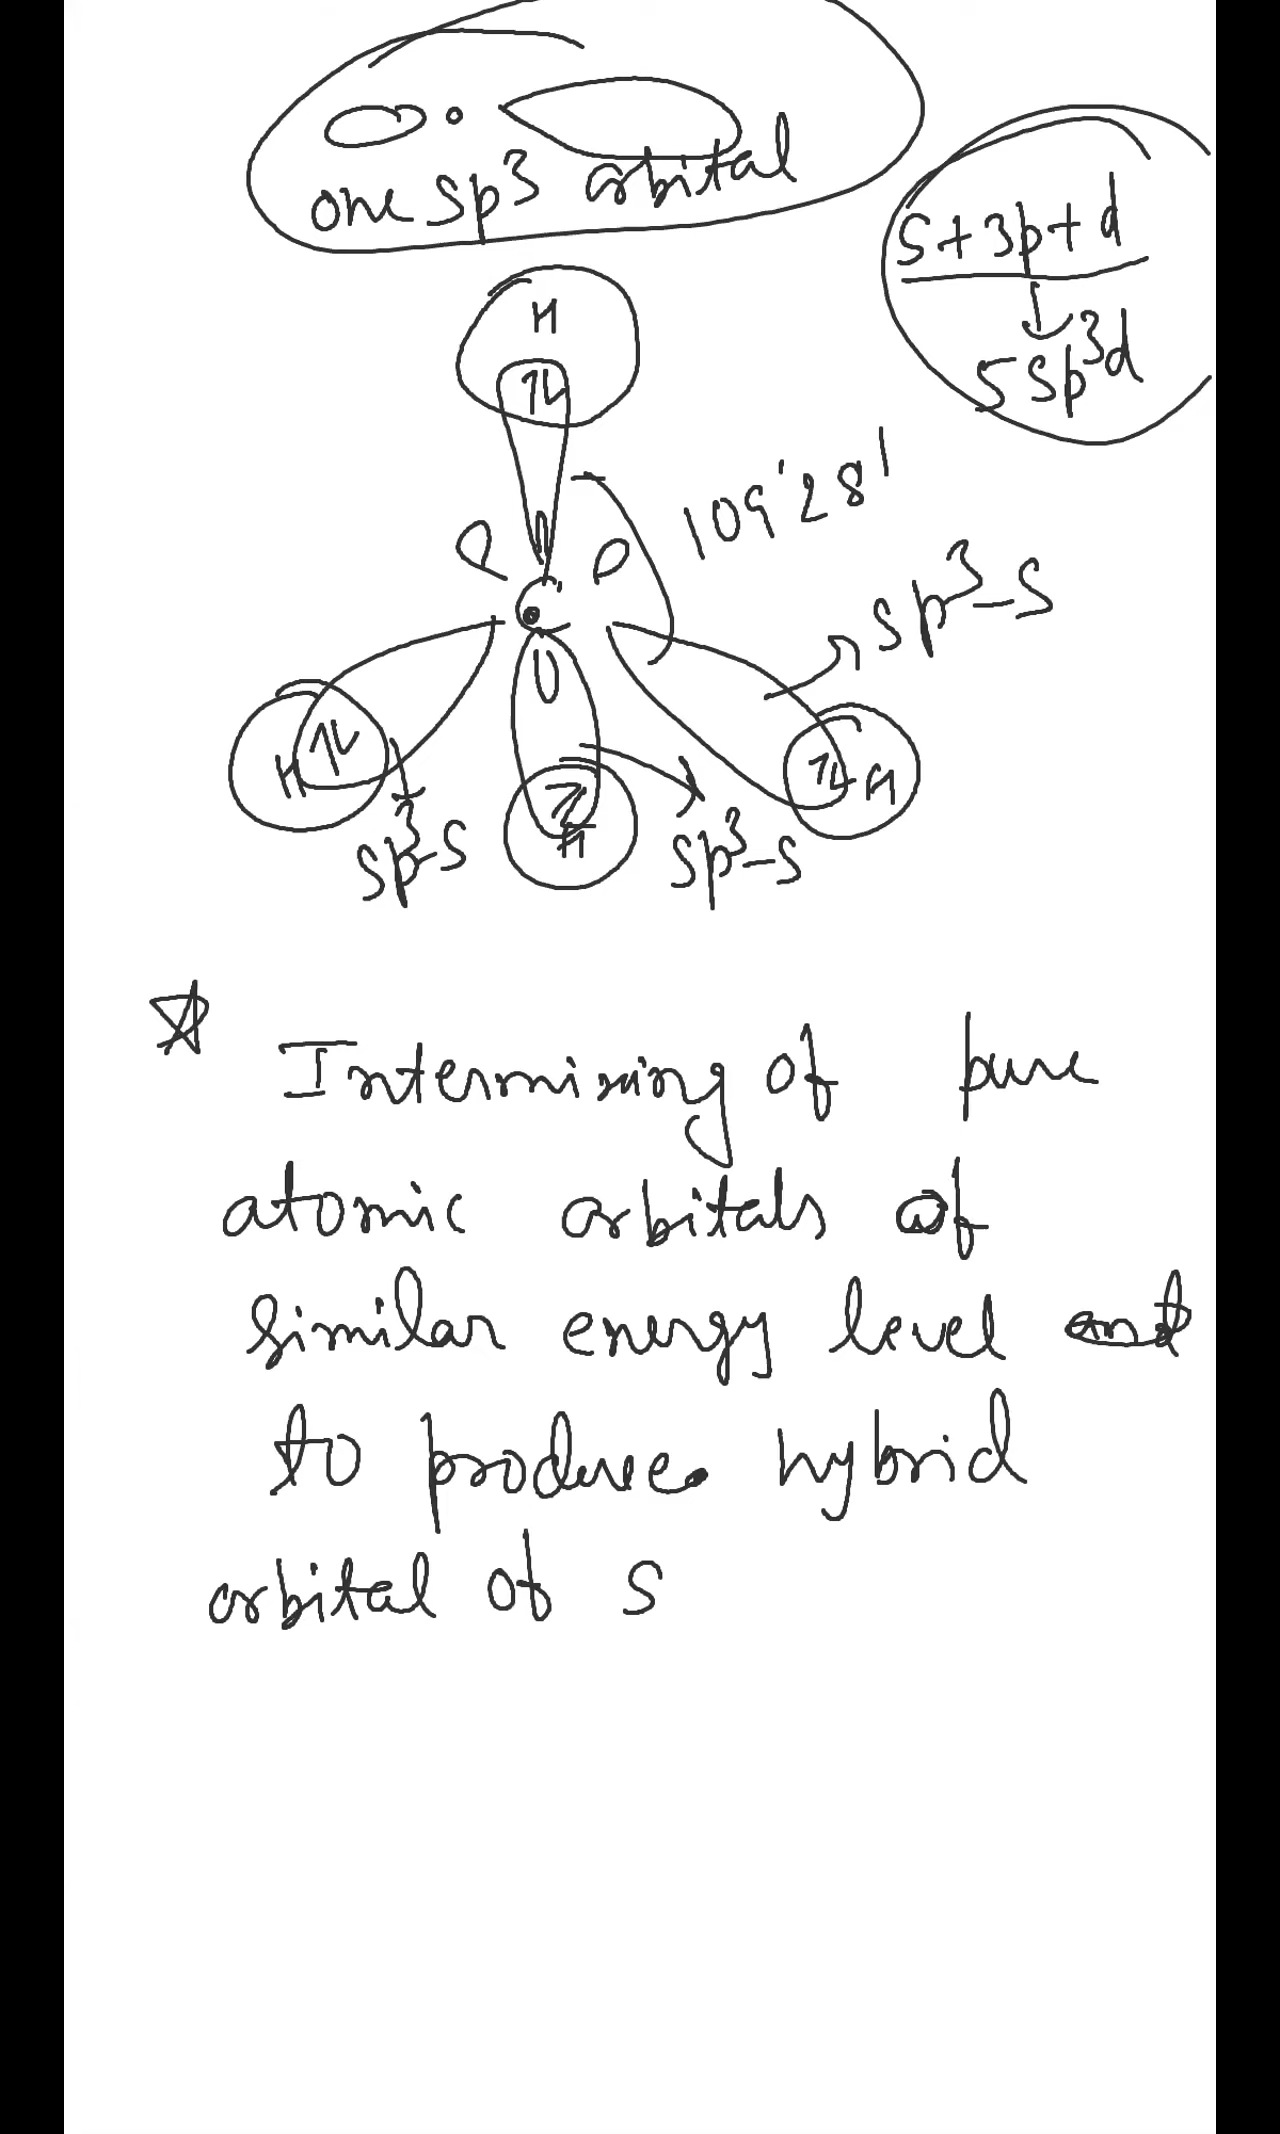 one sp³ orbital
S+3p+d
↓
5 sp³d
H
109°28'
sp³-s
H
H
H
sp³-s
sp³-s
Intermixing of pure
atomic orbitals of
similar energy level and
to produce hybrid
orbital of s